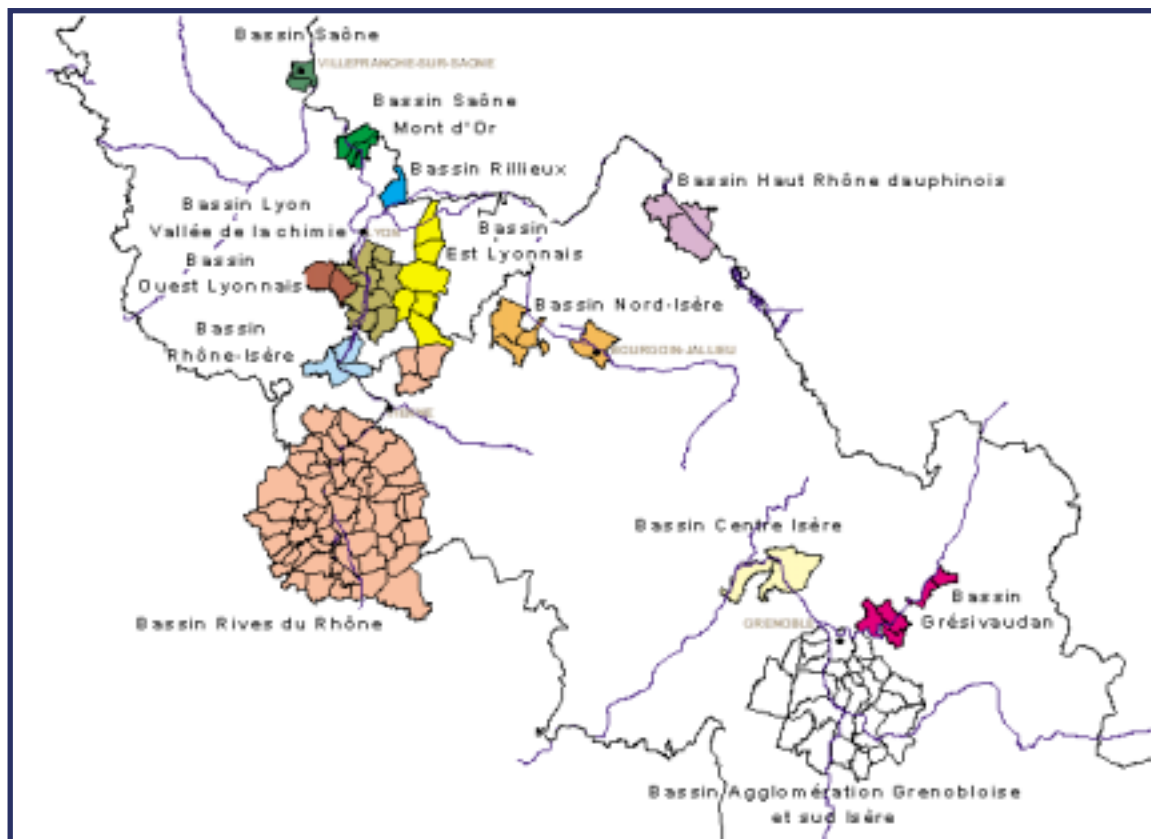 Bassin Saône
VILLEFRANCHE-SUR-SAONE
Bassin Saône
Mont d'Or
Bassin Rillieux
Bassin Haut Rhône dauphinois
Bassin Lyon
Vallée de la chimie
LYON
Bassin
Est Lyonnais
Bassin
Ouest Lyonnais
Bassin Nord-Isère
BOURGOIN-JALLIEU
Bassin
Rhône-Isère
VIENNE
Bassin Centre Isère
Bassin
Grésivaudan
GRENOBLE
Bassin Rives du Rhône
Bassin Agglomération Grenobloise
et sud Isère